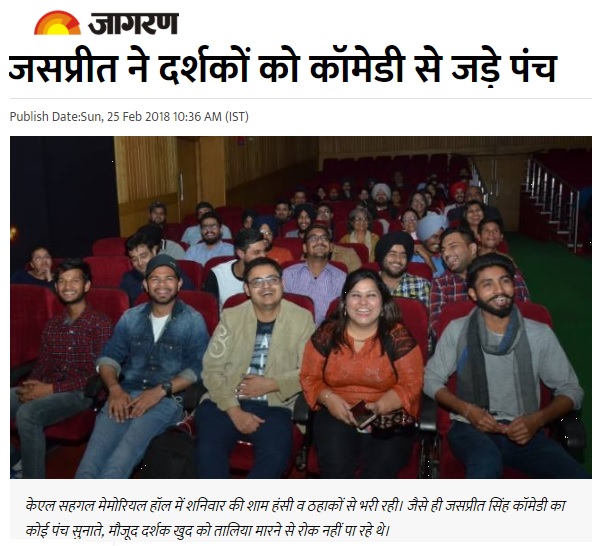 जागरण
जसप्रीत ने दर्शकों को कॉमेडी से जड़े पंच
Publish Date:Sun, 25 Feb 2018 10:36 AM (IST)
केएल सहगल मेमोरियल हॉल में शनिवार की शाम हंसी व ठहाकों से भरी रही। जैसे ही जसप्रीत सिंह कॉमेडी का
कोई पंच सुनाते, मौजूद दर्शक खुद को तालिया मारने से रोक नहीं पा रहे थे।